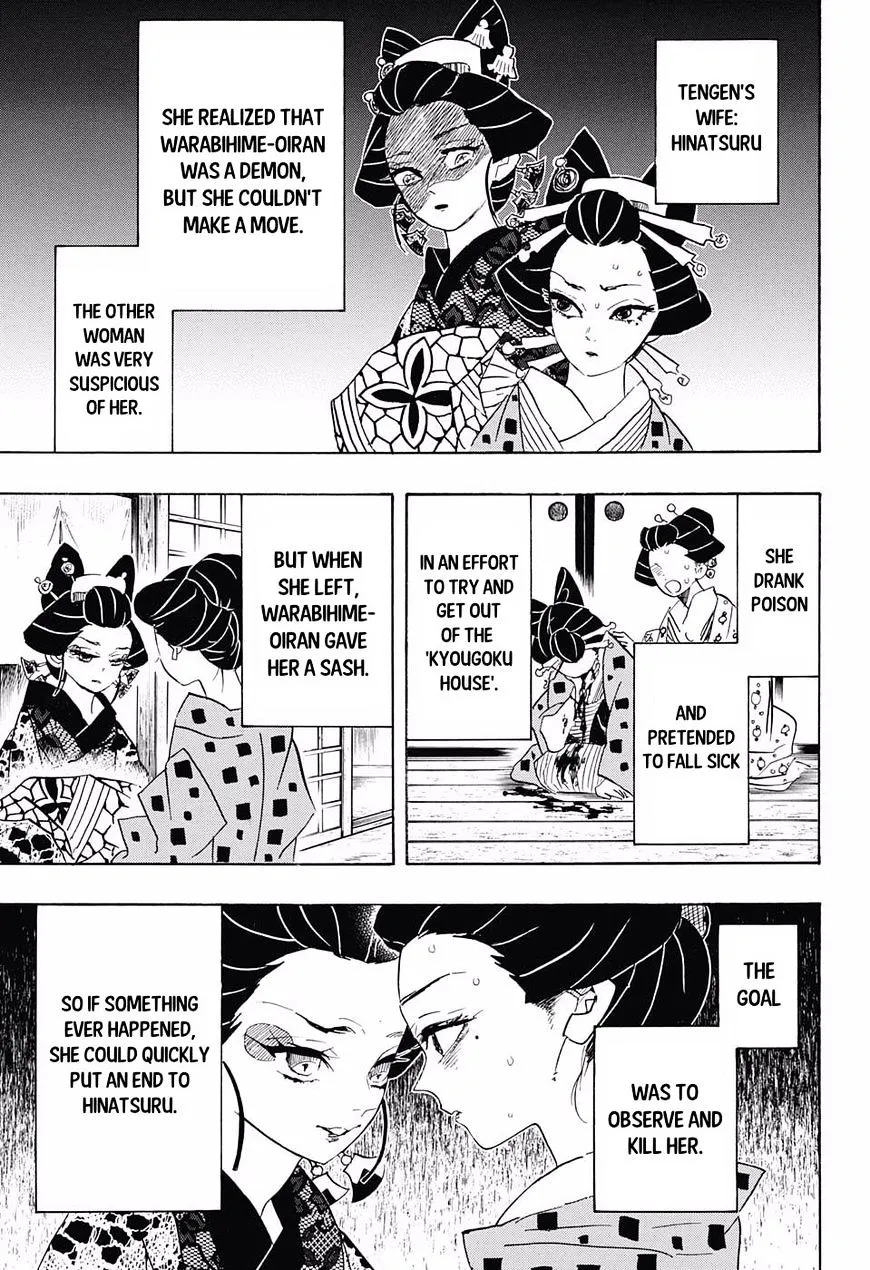 TENGEN'S
WIFE:
HINATSURU
SHE REALIZED THAT
WARABIHIME-OIRAN
WAS A DEMON,
BUT SHE COULDN'T
MAKE A MOVE.
THE OTHER
WOMAN
WAS VERY
SUSPICIOUS
OF HER.
SHE
DRANK
POISON
AND
PRETENDED
TO FALL SICK
IN AN EFFORT
TO TRY AND
GET OUT
OF THE
'KYOUGOKU
HOUSE'.
BUT WHEN
SHE LEFT,
WARABIHIME-
OIRAN GAVE
HER A SASH.
THE
GOAL
WAS TO
OBSERVE AND
KILL HER.
SO IF SOMETHING
EVER HAPPENED,
SHE COULD QUICKLY
PUT AN END TO
HINATSURU.